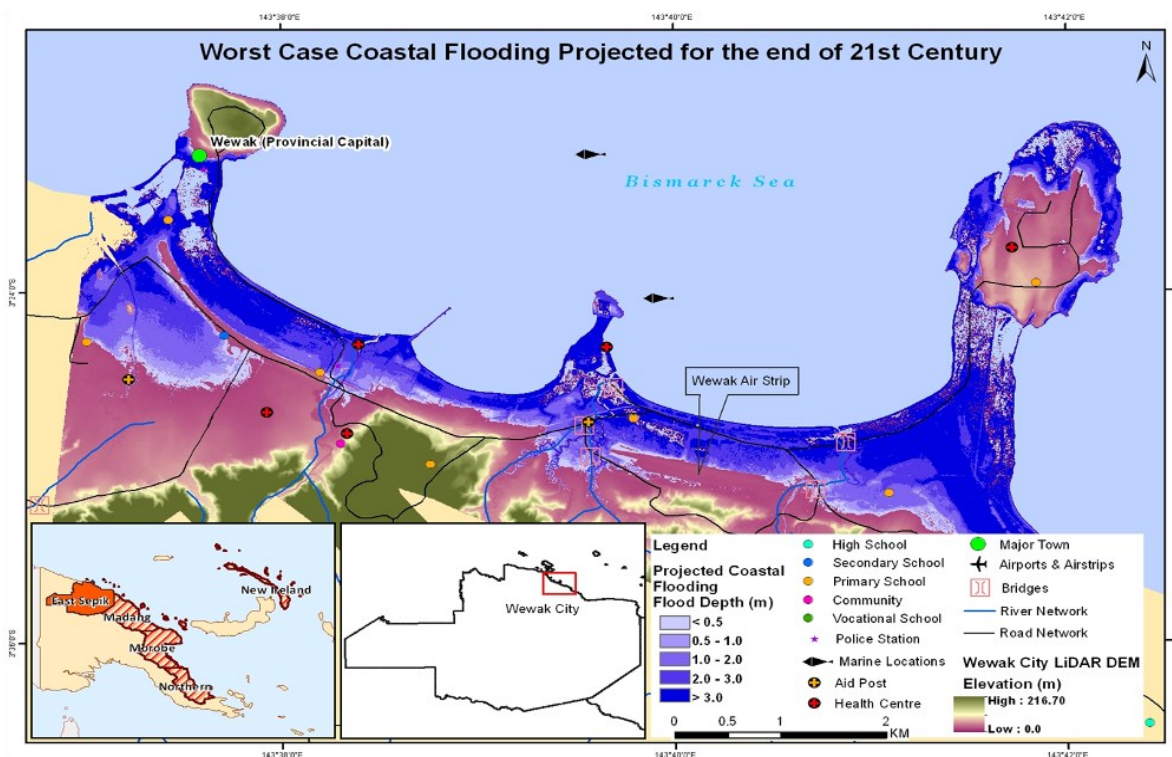 143°38'0"E
143°40'0"E
143°42'0"E
Worst Case Coastal Flooding Projected for the end of 21st Century
N
Wewak (Provincial Capital)
Bismarck Sea
Wewak Air Strip
East Sepik
Madang
Morobe
Northern
New Ireland
Wewak City
Legend
Projected Coastal
Flooding
Flood Depth (m)
< 0.5
0.5 - 1.0
1.0 - 2.0
2.0 - 3.0
> 3.0
High School
Secondary School
Primary School
Community
Vocational School
Police Station
Marine Locations
Aid Post
Health Centre
Major Town
Airports & Airstrips
Bridges
River Network
Road Network
Wewak City LiDAR DEM
Elevation (m)
High : 216.70
Low : 0.0
0 0.5 1 2
KM
143°38'0"E
143°40'0"E
143°42'0"E